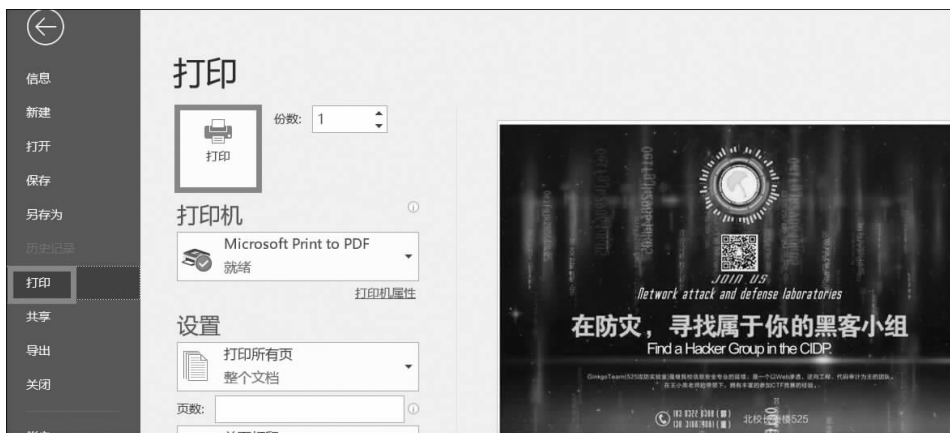 打印
信息
新建
打开
保存
另存为
历史记录
打印
共享
导出
关闭
份数: 1
打印
打印机
Microsoft Print to PDF
就绪
打印机属性
设置
打印所有页
整个文档
页数:
JOIN US
Network attack and defense laboratories
在防灾，寻找属于你的黑客小组
Find a Hacker Group in the CIDP.